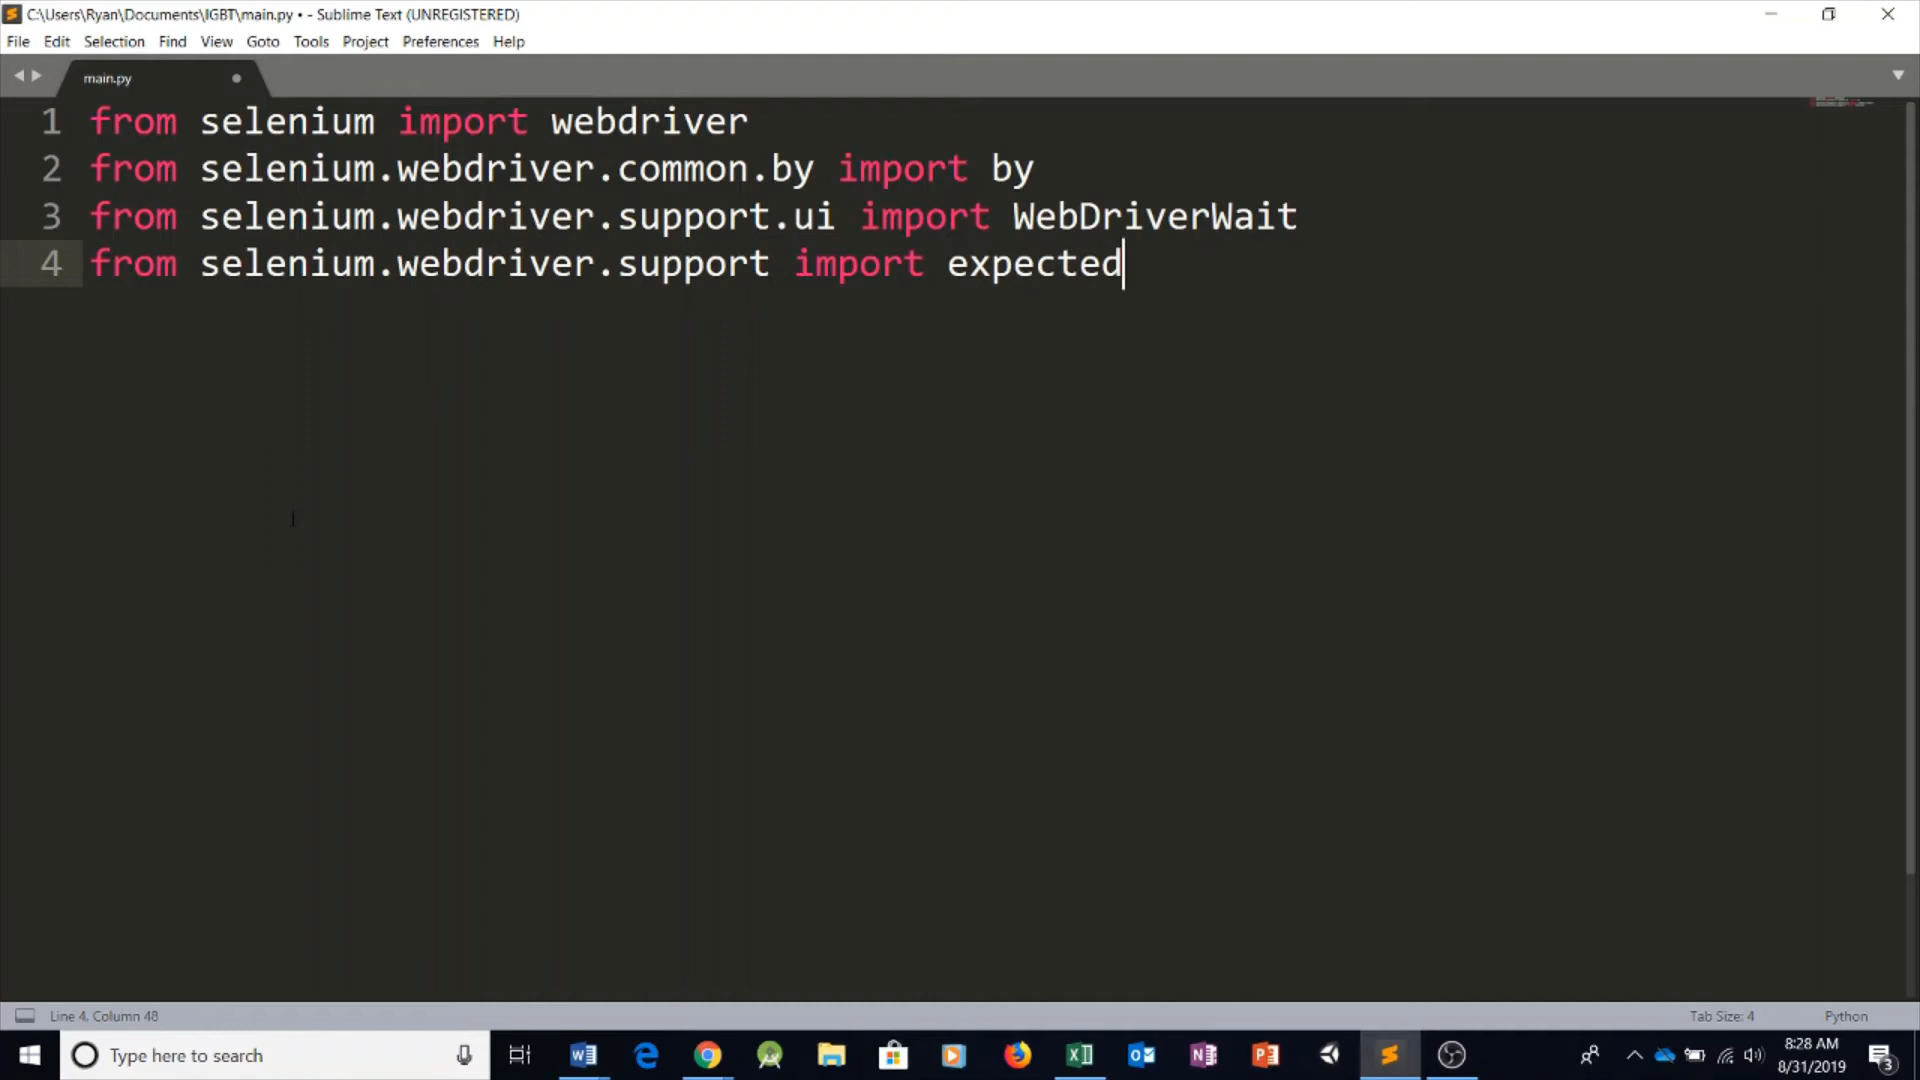 C:\Users\Ryan\Documents\IGBT\main.py • - Sublime Text (UNREGISTERED)
File Edit Selection Find View Goto Tools Project Preferences Help
main.py
1 from selenium import webdriver
2 from selenium.webdriver.common.by import by
3 from selenium.webdriver.support.ui import WebDriverWait
4 from selenium.webdriver.support import expected
Line 4, Column 48
Tab Size: 4
Python
Type here to search
8:28 AM
8/31/2019
3